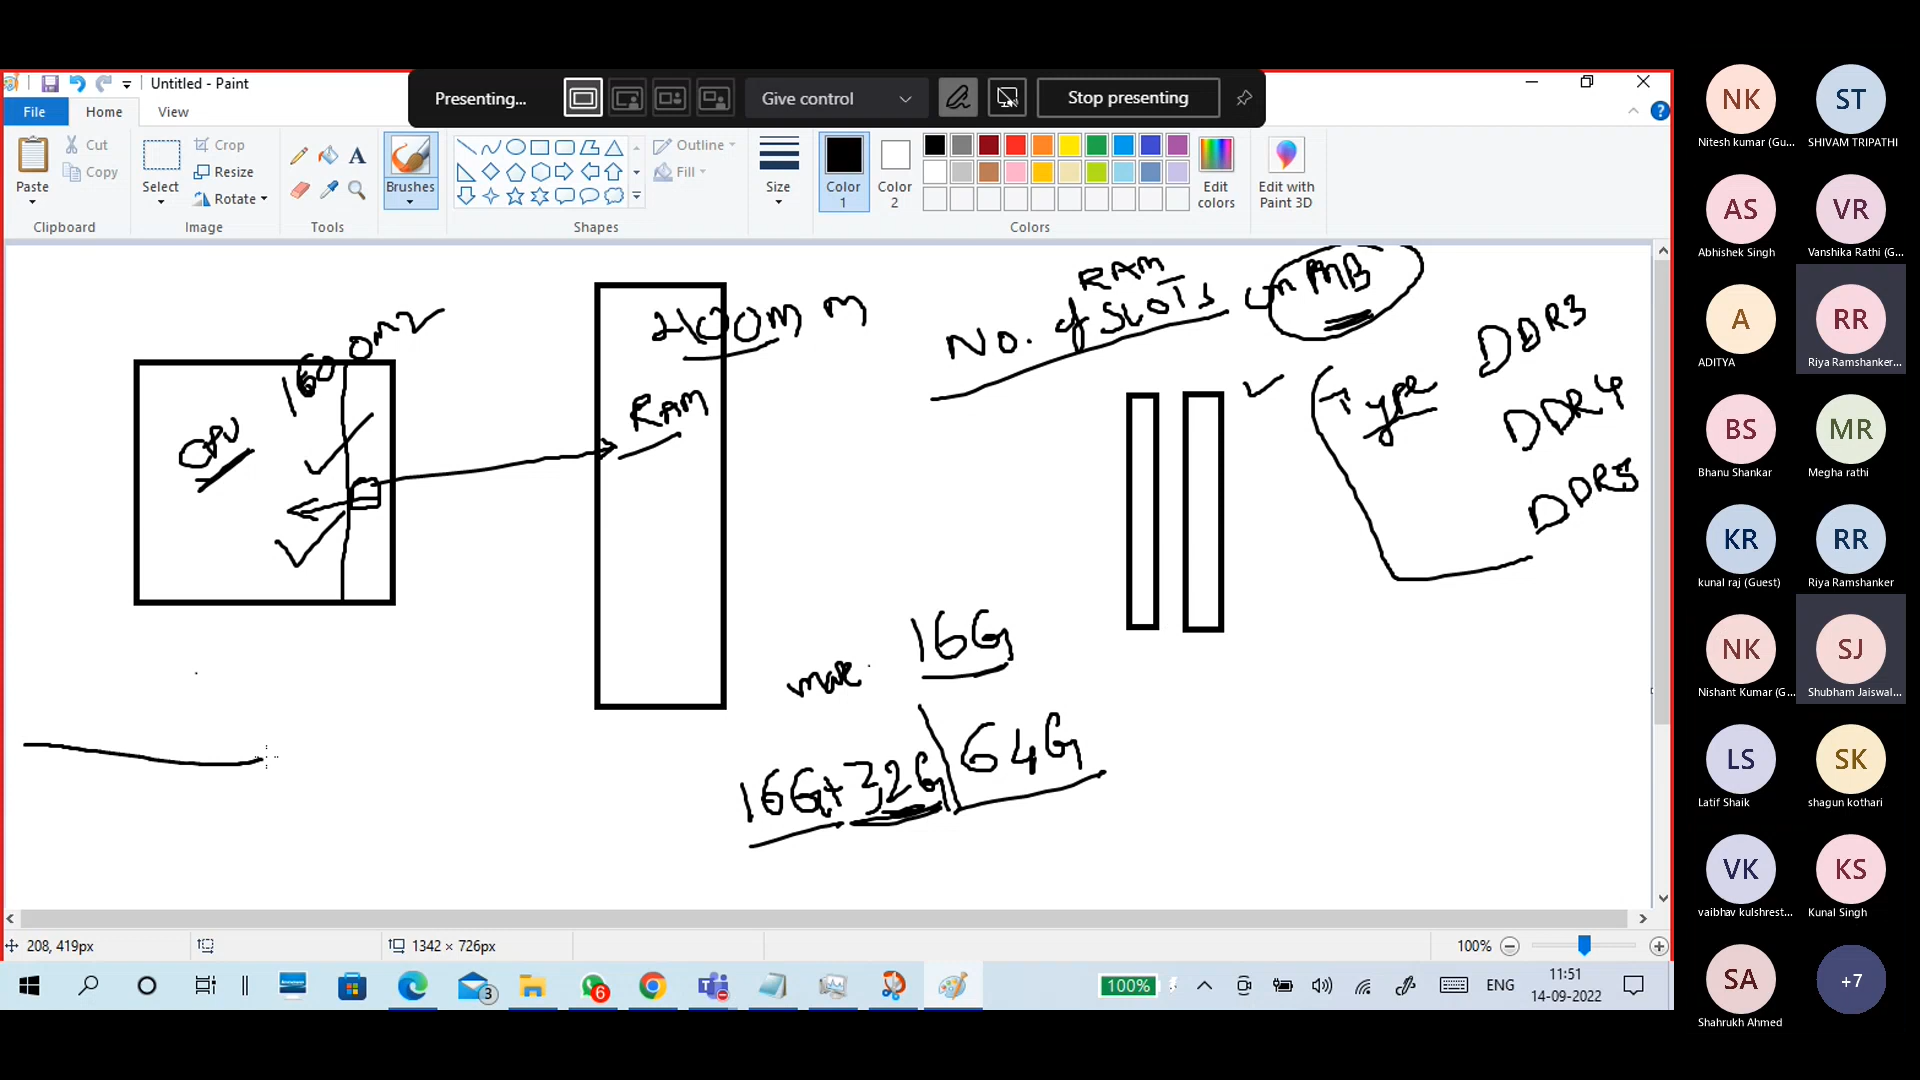 Untitled - Paint
Presenting...
Give control
Stop presenting
File
Home
View
Paste
Cut
Copy
Clipboard
Select
Crop
Resize
Rotate
Image
Tools
Brushes
Shapes
Outline
Fill
Size
Color 1
Color 2
Colors
Edit colors
Edit with Paint 3D
CPU
RAM
RAM
No. of SLOTS on MB
Type
DDR3
DDR4
DDR5
16G
16G+32G
64G
208, 419px
1342 × 726px
100%
3
6
100%
ENG
11:51
14-09-2022
NK
Nitesh kumar (Gu...
ST
SHIVAM TRIPATHI
AS
Abhishek Singh
VR
Vanshika Rathi (G...
A
ADITYA
RR
Riya Ramshanker...
BS
Bhanu Shankar
MR
Megha rathi
KR
kunal raj (Guest)
RR
Riya Ramshanker
NK
Nishant Kumar (G...
SJ
Shubham Jaiswal...
LS
Latif Shaik
SK
shagun kothari
VK
vaibhav kulshrest...
KS
Kunal Singh
SA
Shahrukh Ahmed
+7